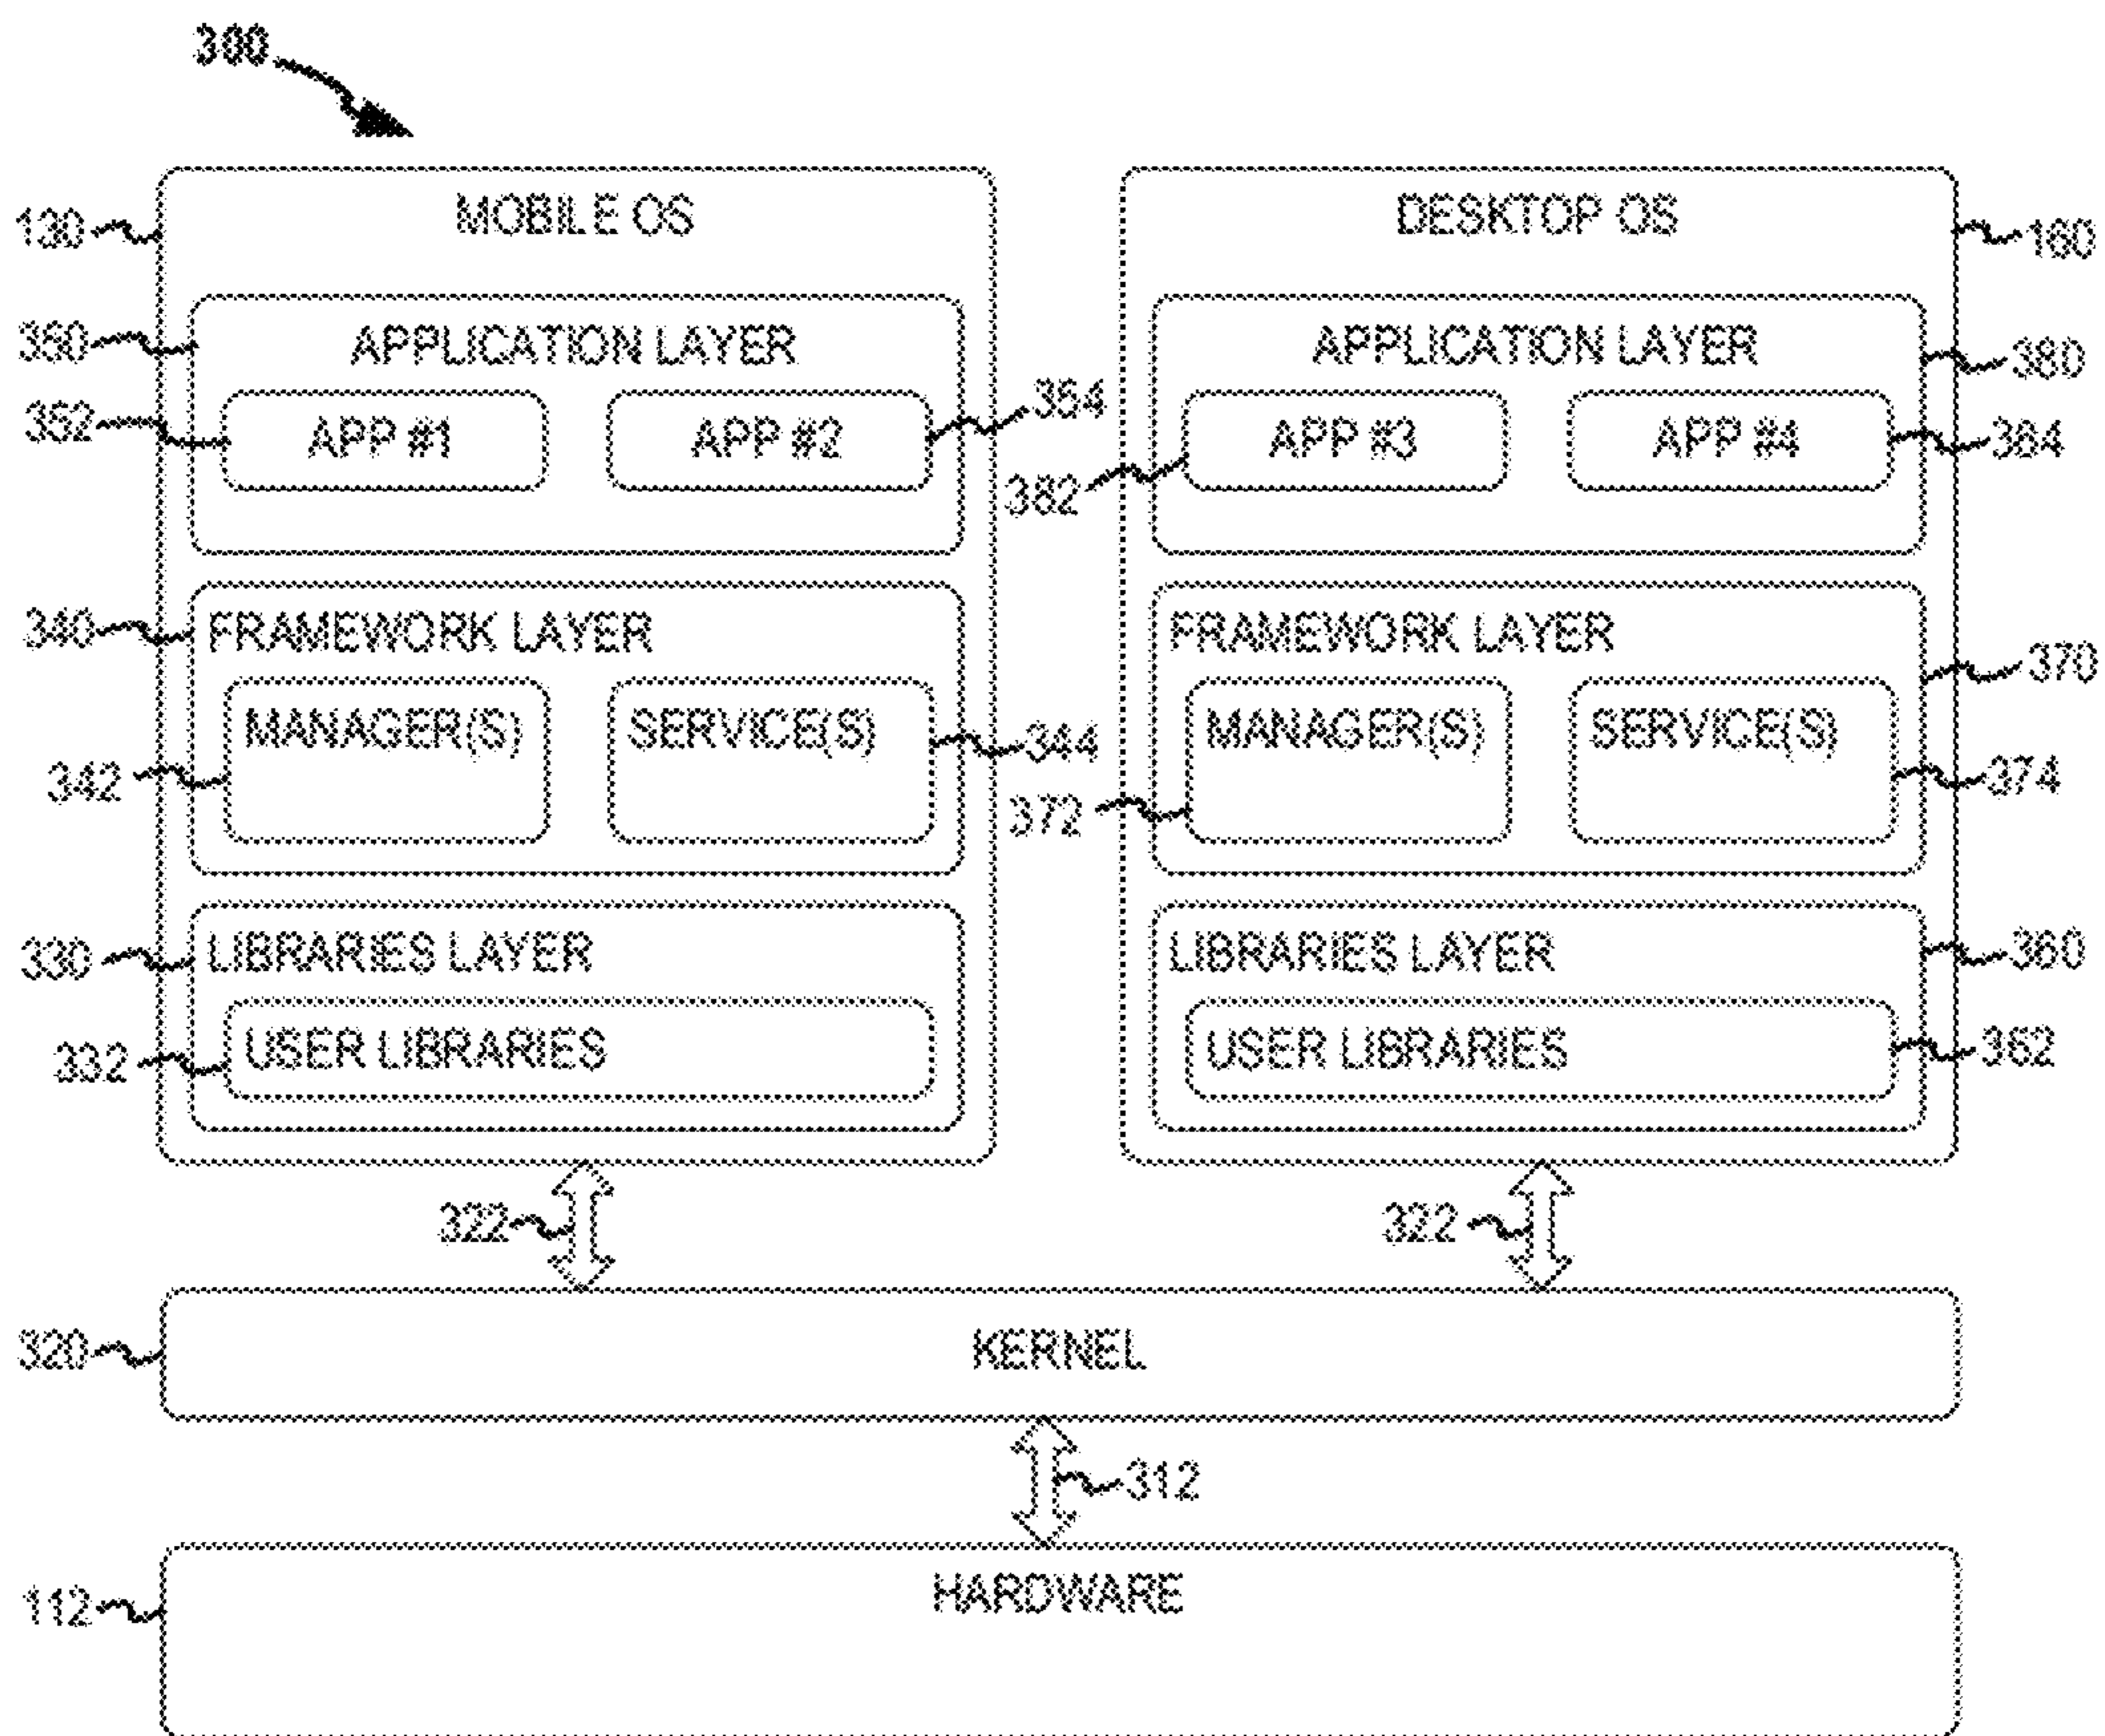 300
MOBILE OS
DESKTOP OS
130
160
350
APPLICATION LAYER
APPLICATION LAYER
380
352
APP #1
APP #2
354
382
APP #3
APP #4
384
340
FRAMEWORK LAYER
FRAMEWORK LAYER
370
MANAGER(S)
SERVICE(S)
344
MANAGER(S)
SERVICE(S)
342
372
374
330
LIBRARIES LAYER
LIBRARIES LAYER
360
332
USER LIBRARIES
USER LIBRARIES
362
322
322
320
KERNEL
312
112
HARDWARE